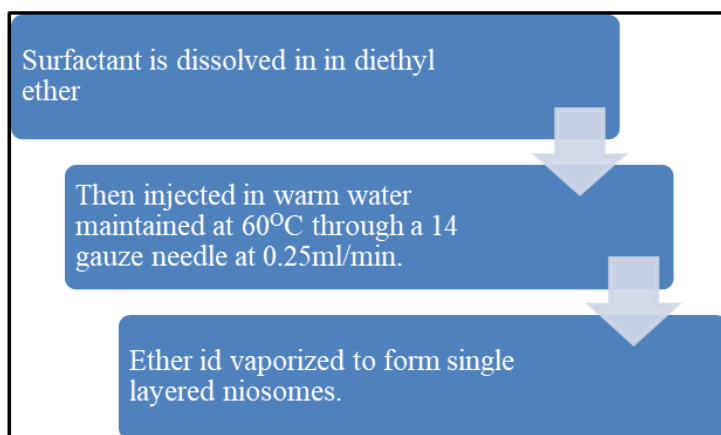 Surfactant is dissolved in in diethyl
ether
Then injected in warm water
maintained at 60°C through a 14
gauze needle at 0.25ml/min.
Ether id vaporized to form single
layered niosomes.